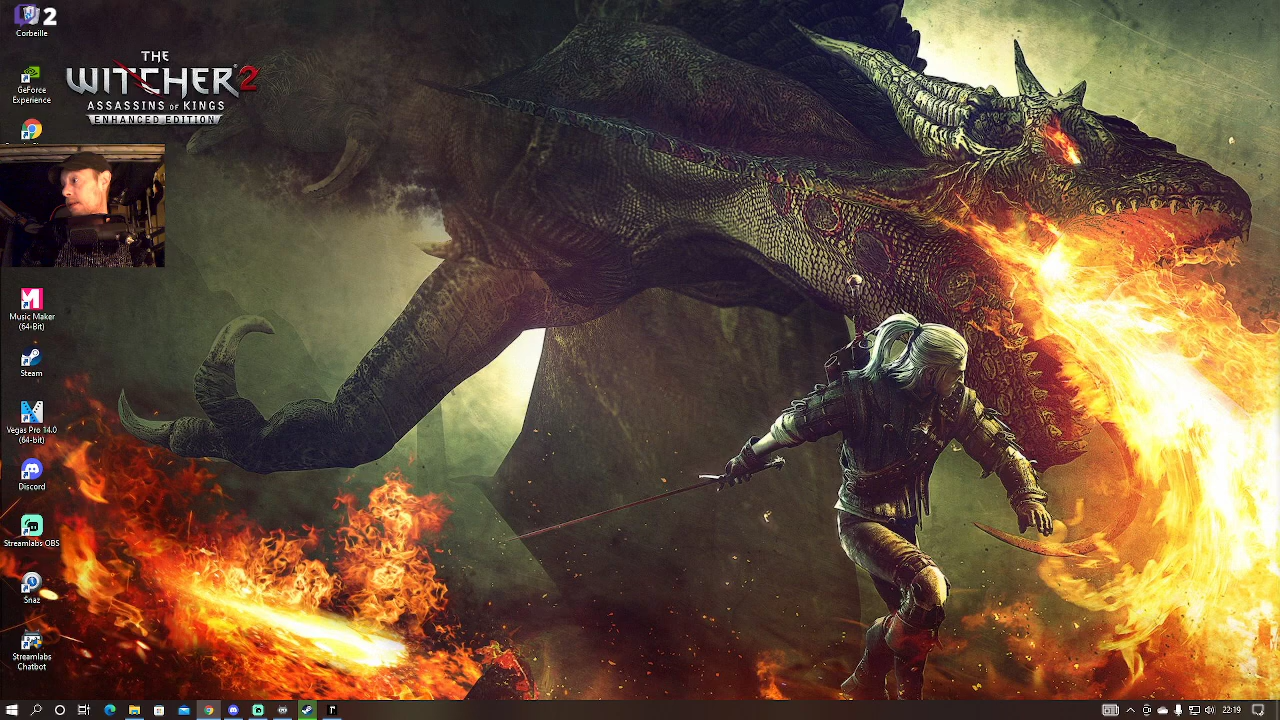 2
Corbeille
GeForce
Experience
THE
WITCHER 2
ASSASSINS OF KINGS
ENHANCED EDITION
Music Maker
(64-Bit)
Steam
Vegas Pro 14.0
(64-bit)
Discord
Streamlabs OBS
Snaz
Streamlabs
Chatbot
22:19